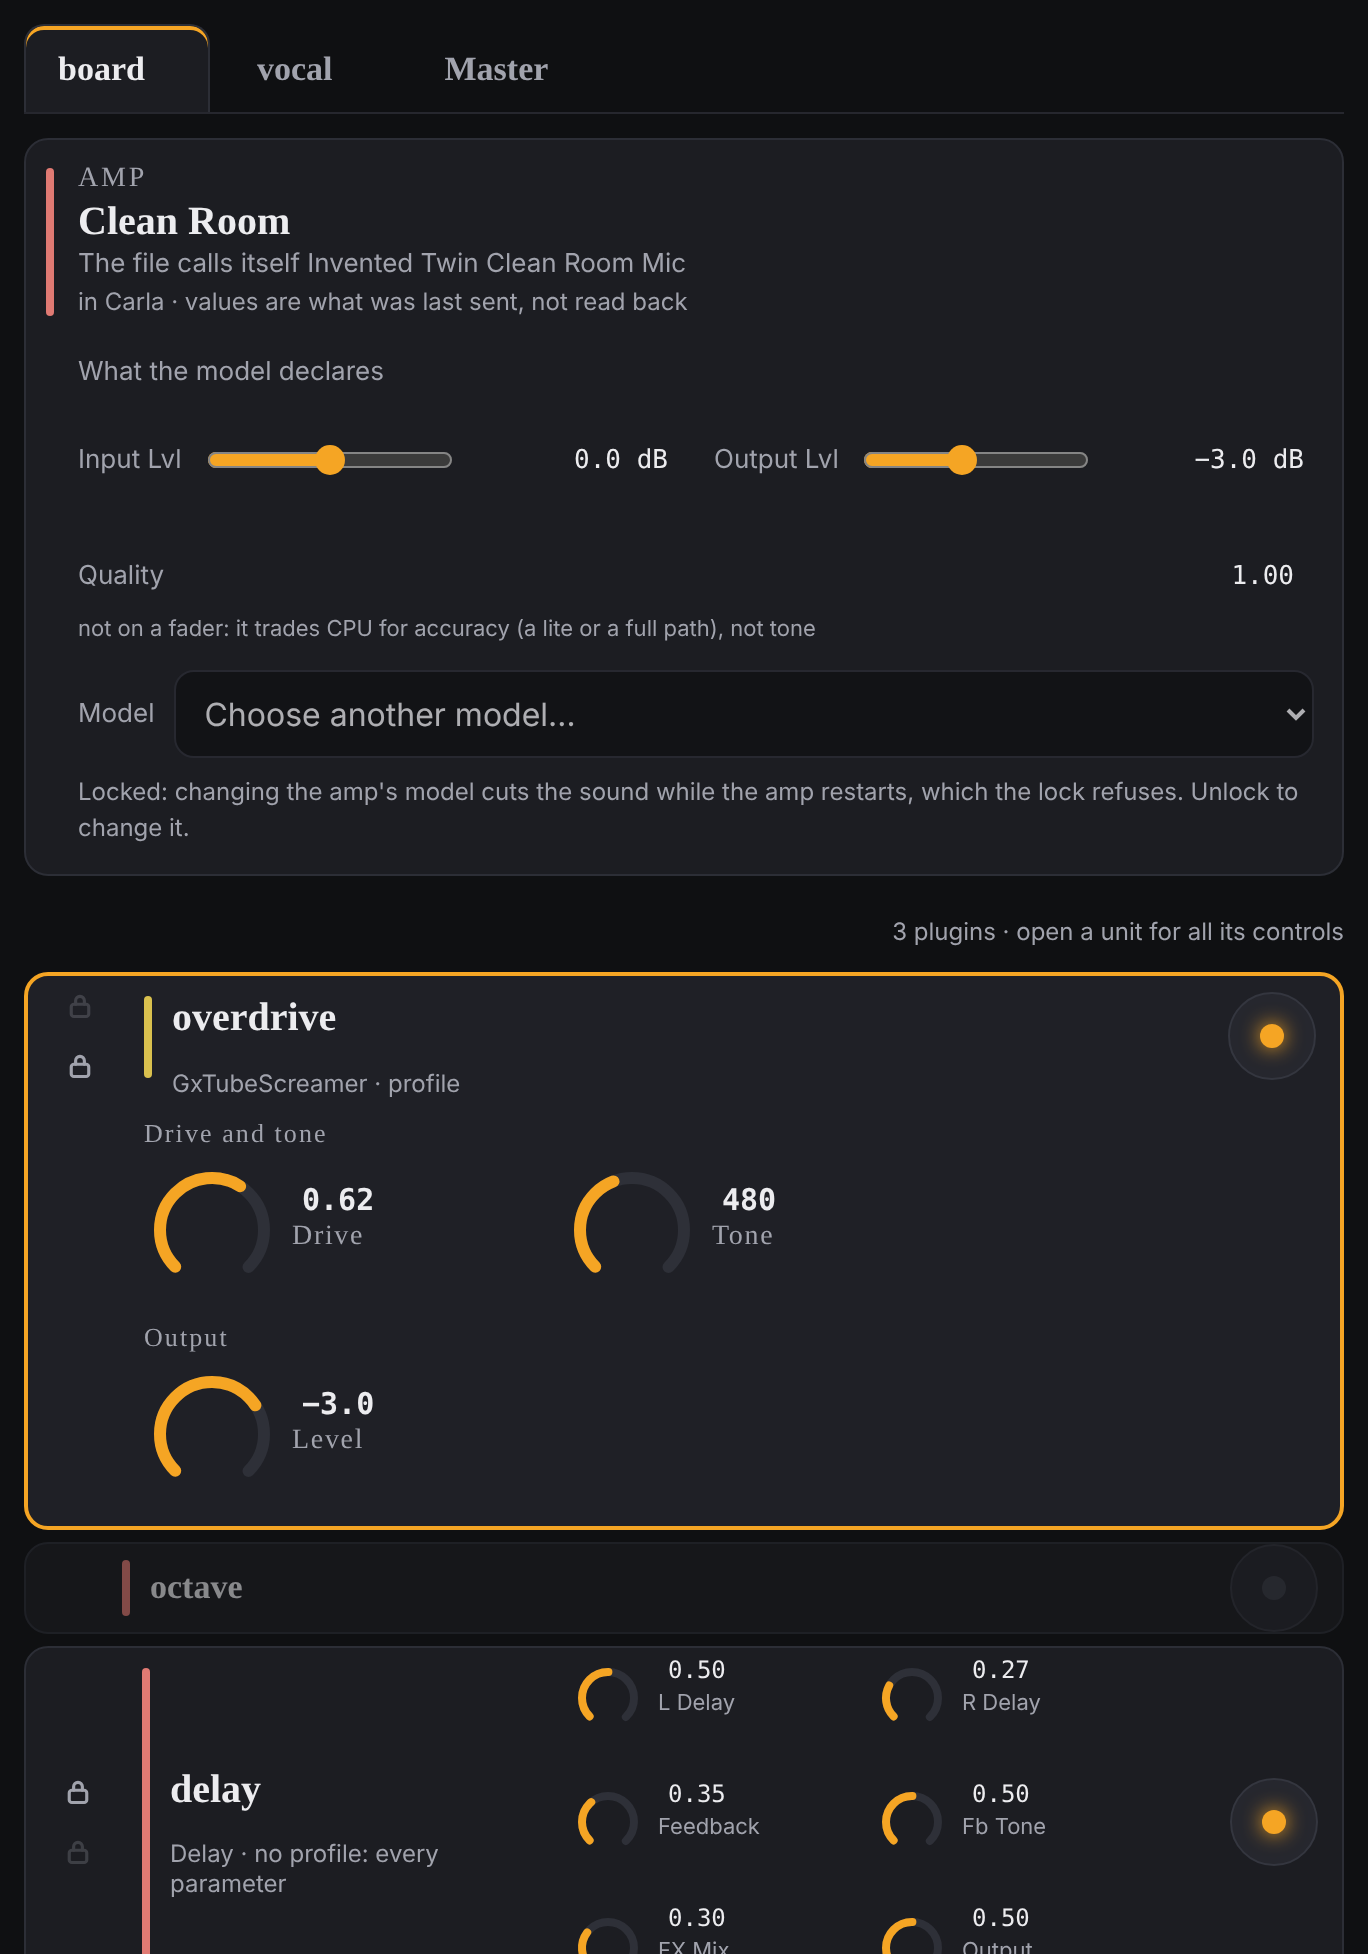 board vocal Master
AMP
Clean Room
The file calls itself Invented Twin Clean Room Mic
in Carla · values are what was last sent, not read back
What the model declares
Input Lvl 0.0 dB Output Lvl −3.0 dB
Quality 1.00
not on a fader: it trades CPU for accuracy (a lite or a full path), not tone
Model Choose another model...
Locked: changing the amp's model cuts the sound while the amp restarts, which the lock refuses. Unlock to
change it.
3 plugins · open a unit for all its controls
overdrive
GxTubeScreamer · profile
Drive and tone
0.62 480
Drive Tone
Output
−3.0
Level
octave
0.50 0.27
L Delay R Delay
delay
0.35 0.50
Feedback Fb Tone
Delay · no profile: every
parameter
0.30 0.50
FX Mix Output